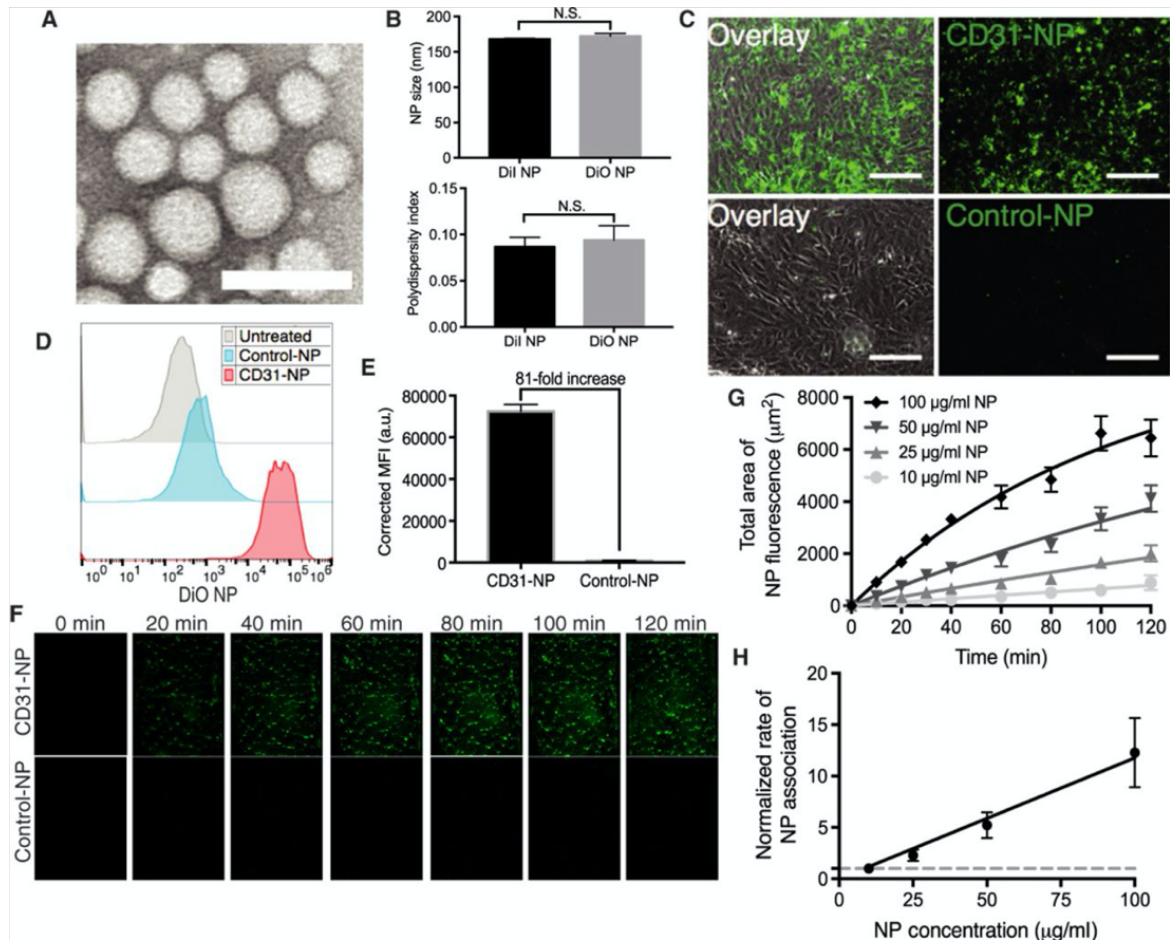 A
B
N.S.
200
150
100
50
0
NP size (nm)
DiI NP
DiO NP
N.S.
0.15
0.10
0.05
0.00
Polydispersity index
DiI NP
DiO NP
C
Overlay
CD31-NP
Overlay
Control-NP
D
Untreated
Control-NP
CD31-NP
10^0 10^1 10^2 10^3 10^4 10^5 10^6
DiO NP
E
81-fold increase
80000
60000
40000
20000
0
Corrected MFI (a.u.)
CD31-NP
Control-NP
F
0 min 20 min 40 min 60 min 80 min 100 min 120 min
CD31-NP
Control-NP
G
100 µg/ml NP
50 µg/ml NP
25 µg/ml NP
10 µg/ml NP
8000
6000
4000
2000
0
Total area of
NP fluorescence (µm²)
0 20 40 60 80 100 120
Time (min)
H
20
15
10
5
0
Normalized rate of
NP association
0 25 50 75 100
NP concentration (µg/ml)